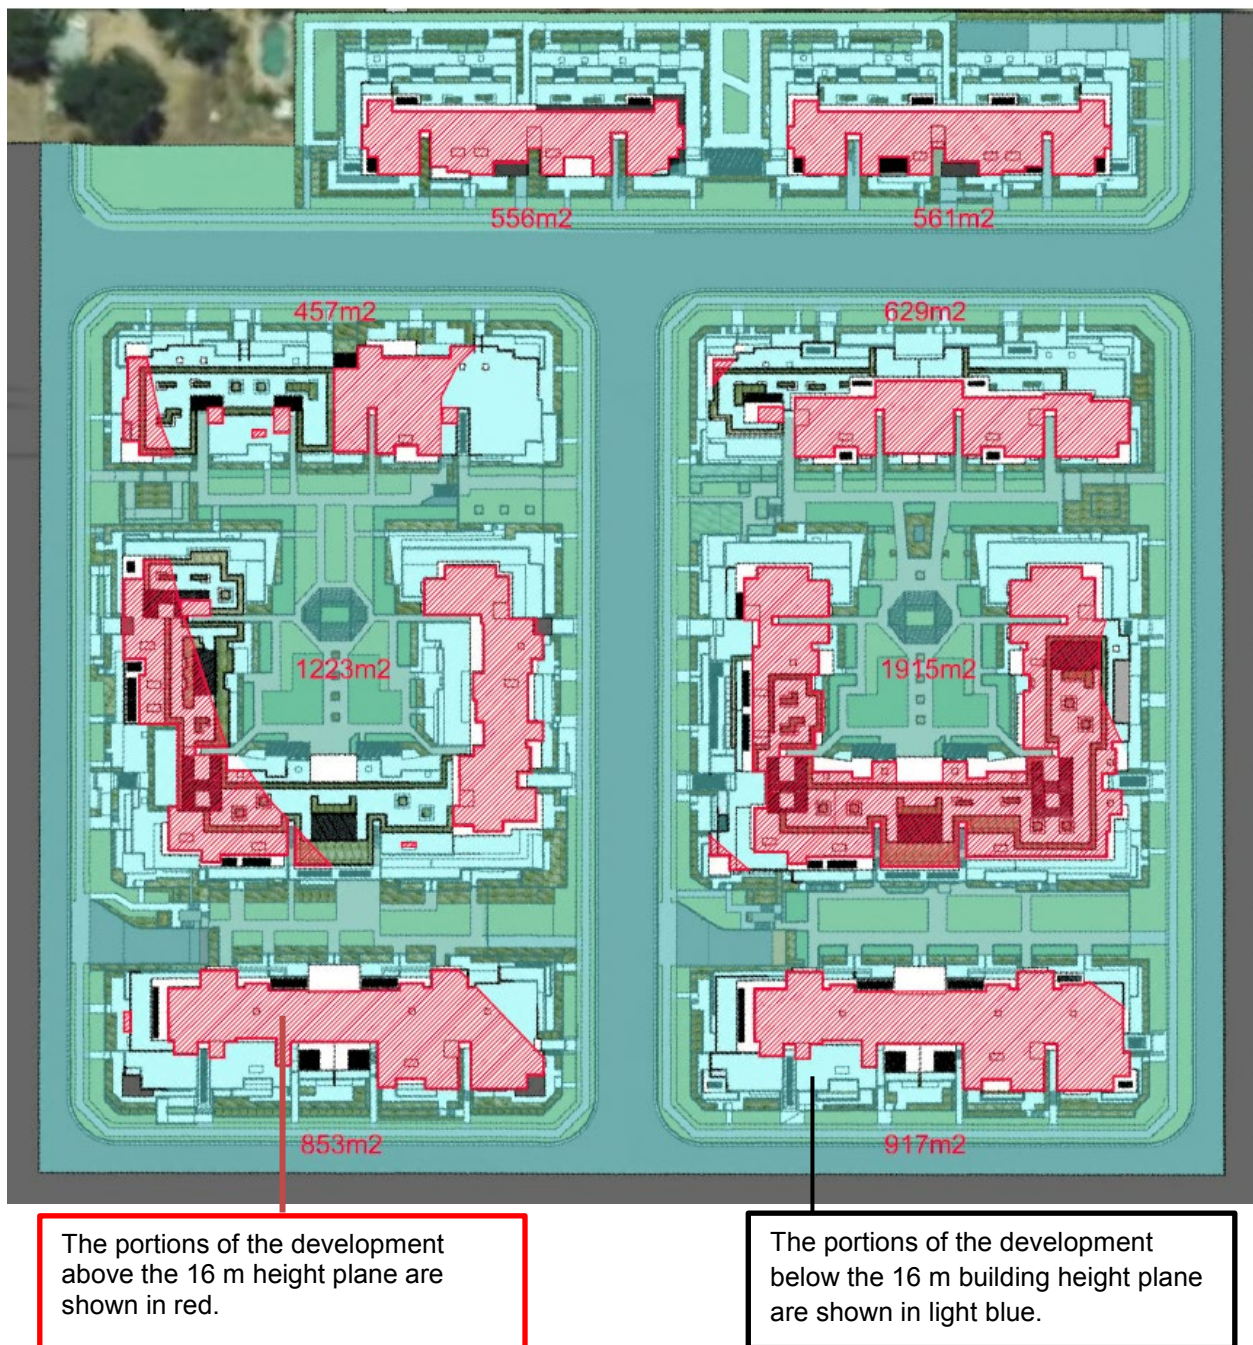 556m2
561m2
457m2
629m2
1223m2
1915m2
853m2
917m2
The portions of the development
above the 16 m height plane are
shown in red.
The portions of the development
below the 16 m building height plane
are shown in light blue.